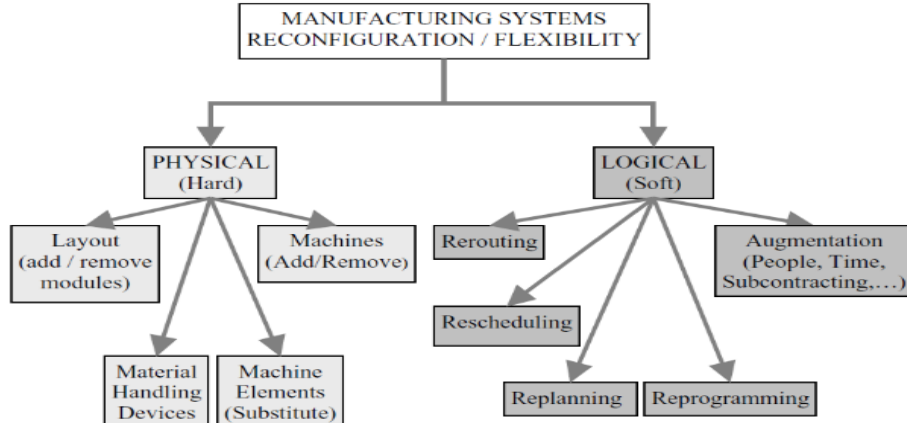 MANUFACTURING SYSTEMS
RECONFIGURATION / FLEXIBILITY
PHYSICAL
(Hard)
LOGICAL
(Soft)
Layout
(add / remove
modules)
Machines
(Add/Remove)
Rerouting
Augmentation
(People, Time,
Subcontracting,...)
Rescheduling
Material
Handling
Devices
Machine
Elements
(Substitute)
Replanning
Reprogramming